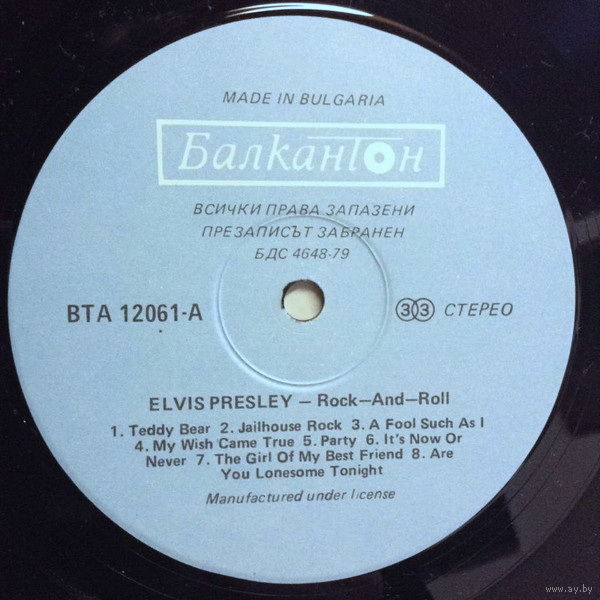 MADE IN BULGARIA
Балкантон
ВСИЧКИ ПРАВА ЗАПАЗЕНИ
ПРЕЗАПИСЪТ ЗАБРАНЕН
БДС 4648-79
ВТА 12061-А
33 СТЕРЕО
ELVIS PRESLEY – Rock–And–Roll
1. Teddy Bear 2. Jailhouse Rock 3. A Fool Such As I
4. My Wish Came True 5. Party 6. It's Now Or
Never 7. The Girl Of My Best Friend 8. Are
You Lonesome Tonight
Manufactured under license
www.ay.by